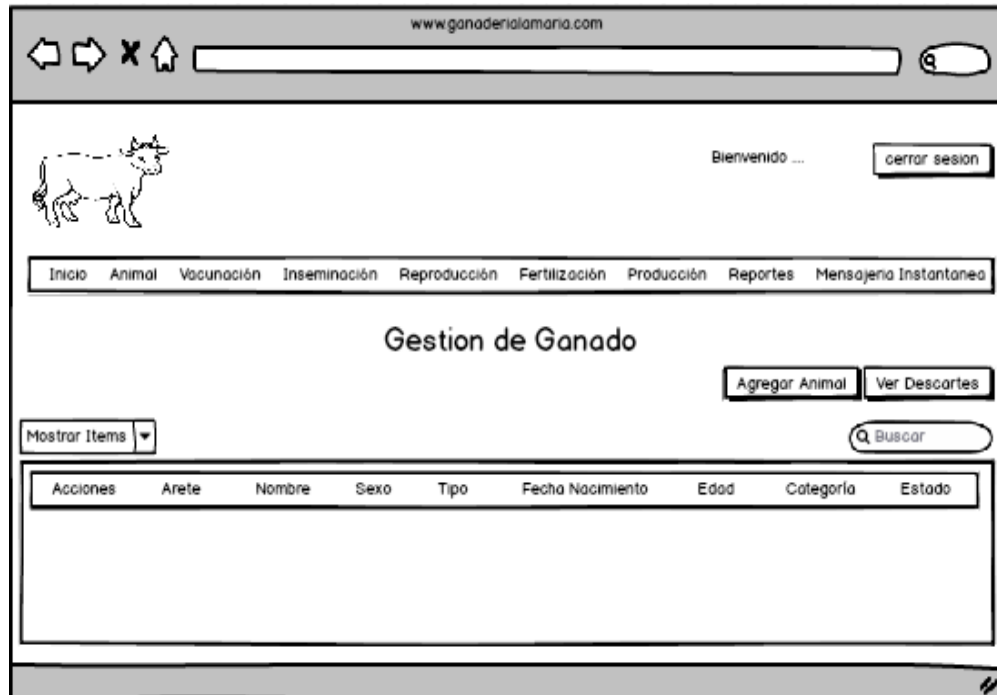 www.ganaderialamaria.com
Bienvenido ... cerrar sesion
Inicio Animal Vacunación Inseminación Reproducción Fertilización Producción Reportes Mensajeria Instantanea
Gestion de Ganado
Agregar Animal Ver Descartes
Mostrar Items Buscar
Acciones Arete Nombre Sexo Tipo Fecha Nacimiento Edad Categoría Estado